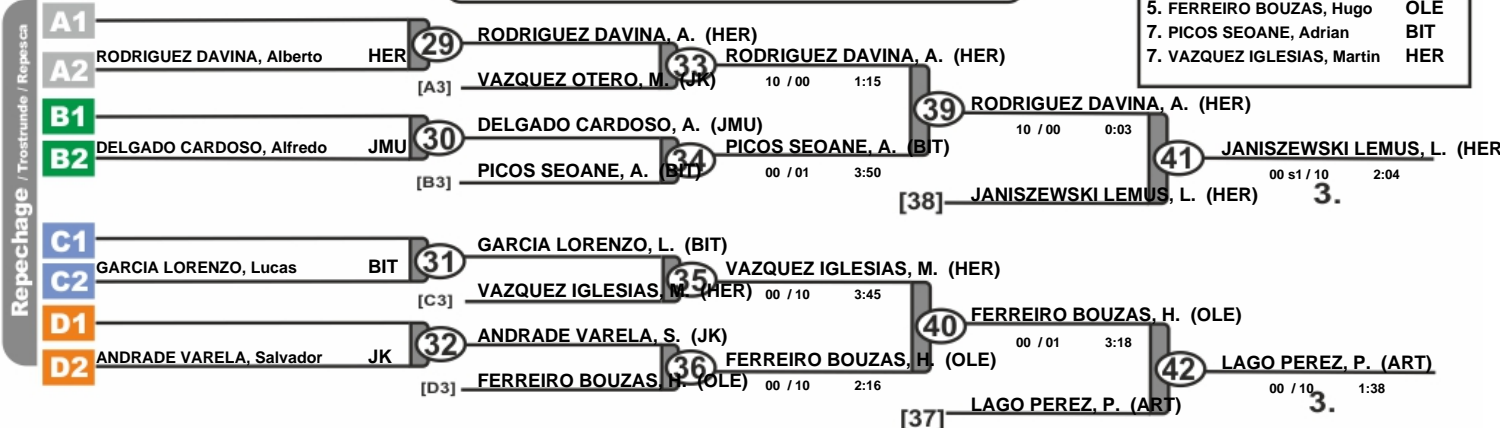 5. FERREIRO BOUZAS, Hugo OLE
7. PICOS SEOANE, Adrian BIT
7. VAZQUEZ IGLESIAS, Martin HER
Repechage / Trostrunde / Repesca
A1
RODRIGUEZ DAVINA, Alberto HER
A2
29
RODRIGUEZ DAVINA, A. (HER)
[A3] VAZQUEZ OTERO, M. (JK)
33
RODRIGUEZ DAVINA, A. (HER)
10 / 00 1:15
B1
DELGADO CARDOSO, Alfredo JMU
B2
30
DELGADO CARDOSO, A. (JMU)
[B3] PICOS SEOANE, A. (BIT)
34
PICOS SEOANE, A. (BIT)
00 / 01 3:50
39
RODRIGUEZ DAVINA, A. (HER)
10 / 00 0:03
[38] JANISZEWSKI LEMUS, L. (HER)
41
JANISZEWSKI LEMUS, L. (HER
00 s1 / 10 2:04
3.
C1
GARCIA LORENZO, Lucas BIT
C2
31
GARCIA LORENZO, L. (BIT)
[C3] VAZQUEZ IGLESIAS, M. (HER)
35
VAZQUEZ IGLESIAS, M. (HER)
00 / 10 3:45
D1
ANDRADE VARELA, Salvador JK
D2
32
ANDRADE VARELA, S. (JK)
[D3] FERREIRO BOUZAS, H. (OLE)
36
FERREIRO BOUZAS, H. (OLE)
00 / 10 2:16
40
FERREIRO BOUZAS, H. (OLE)
00 / 01 3:18
[37] LAGO PEREZ, P. (ART)
42
LAGO PEREZ, P. (ART)
00 / 10 1:38
3.